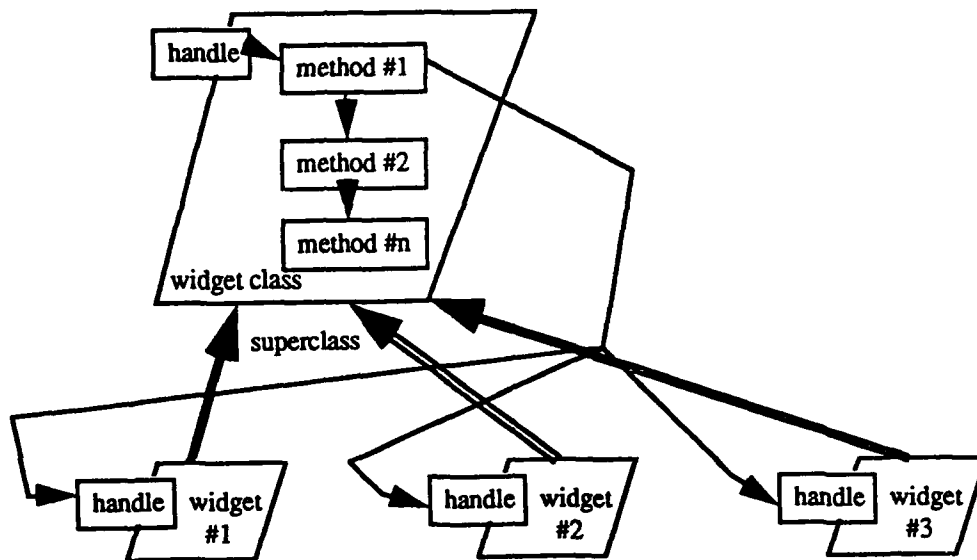 handle
method #1
method #2
method #n
widget class
superclass
handle
widget
#1
handle
widget
#2
handle
widget
#3